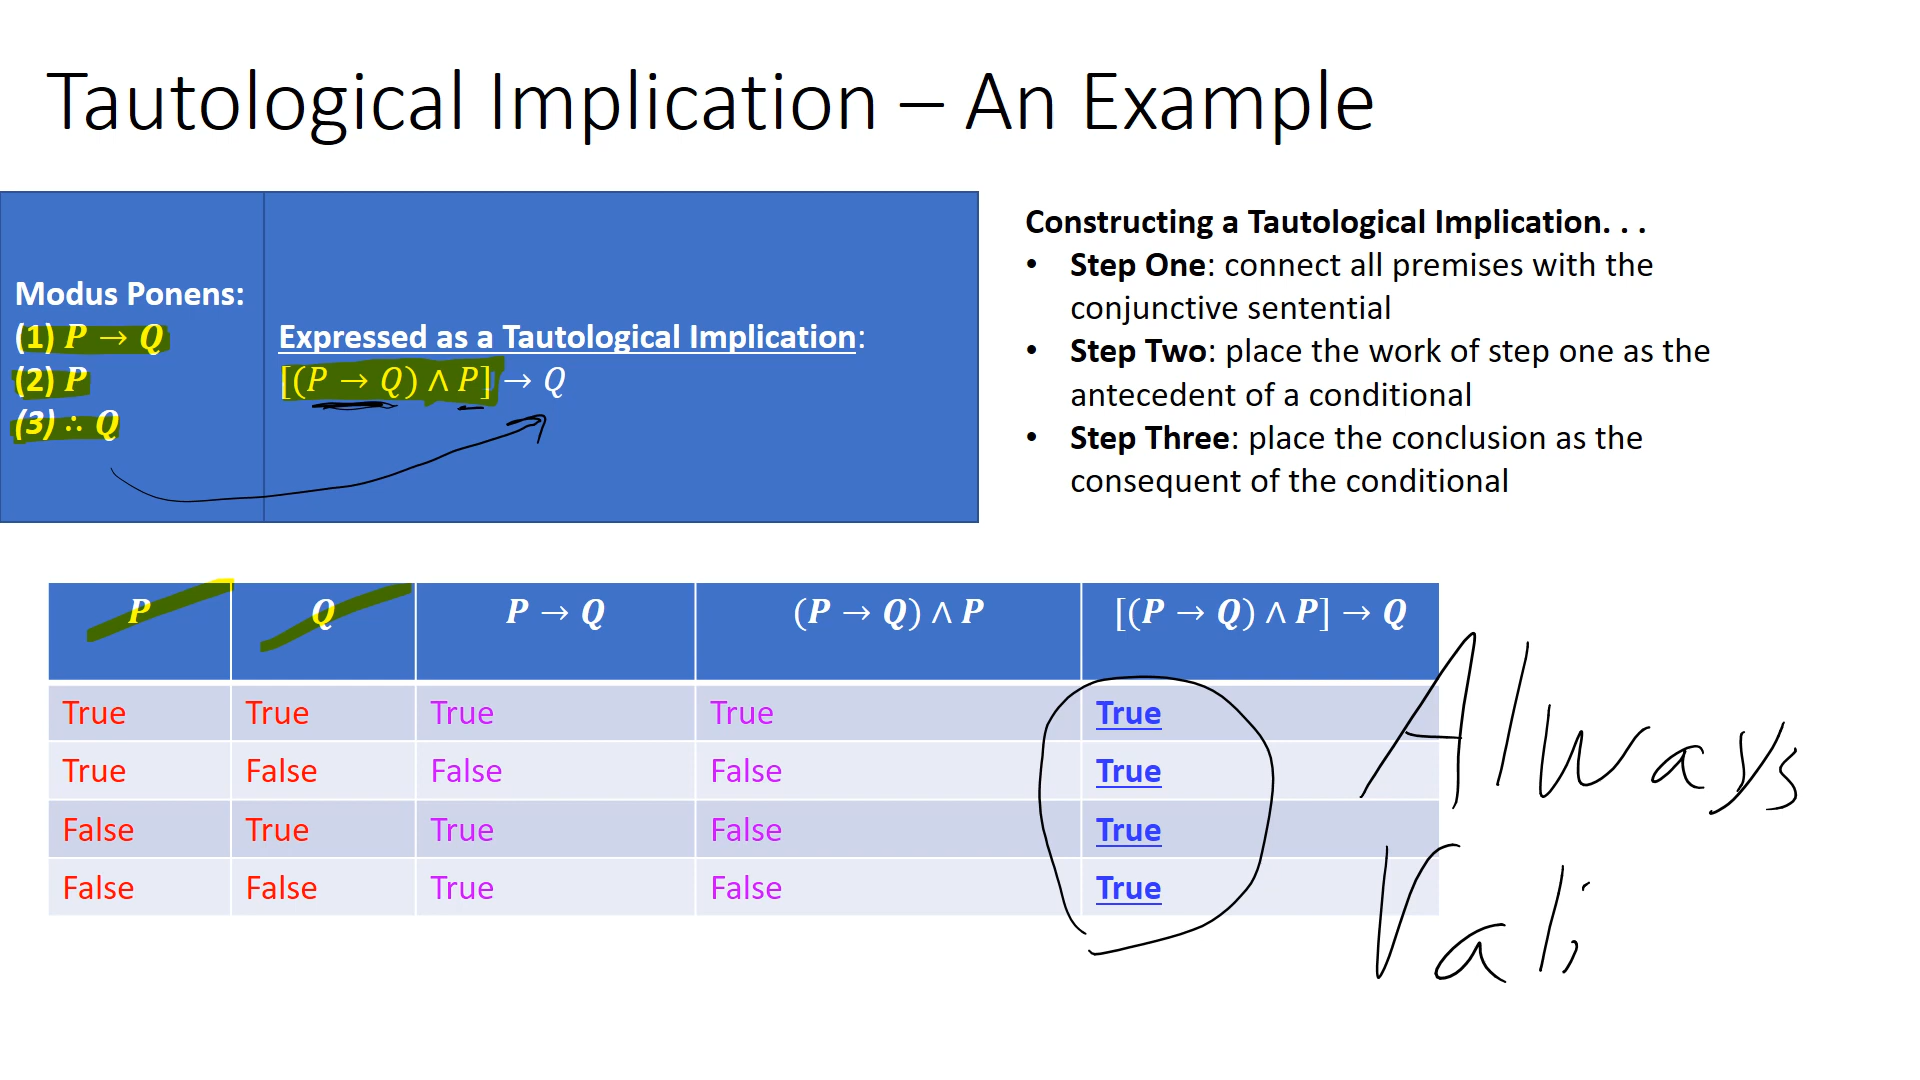 Tautological Implication – An Example
Modus Ponens:
(1) P → Q
(2) P
(3) ∴ Q
Expressed as a Tautological Implication:
[(P → Q) ∧ P] → Q
Constructing a Tautological Implication. . .
• Step One: connect all premises with the
conjunctive sentential
• Step Two: place the work of step one as the
antecedent of a conditional
• Step Three: place the conclusion as the
consequent of the conditional
P Q P → Q (P → Q) ∧ P [(P → Q) ∧ P] → Q
True True True True True
True False False False True
False True True False True
False False True False True
Always
Vali